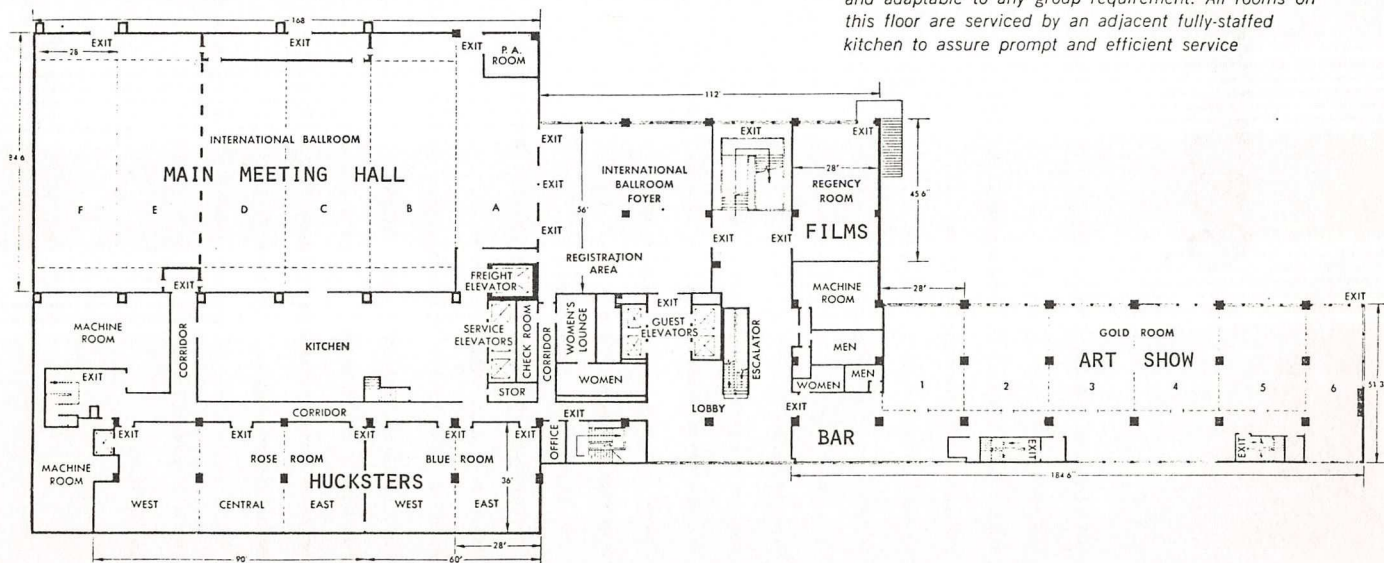 and adaptable to any group requirement. All rooms on
this floor are serviced by an adjacent fully-staffed
kitchen to assure prompt and efficient service
168
EXIT
EXIT
EXIT
P. A.
ROOM
28
INTERNATIONAL BALLROOM
MAIN MEETING HALL
F
E
D
C
B
A
EXIT
EXIT
EXIT
EXIT
112'
56'
INTERNATIONAL
BALLROOM
FOYER
REGISTRATION
AREA
EXIT
EXIT
28'
REGENCY
ROOM
FILMS
45'6"
EXIT
EXIT
FREIGHT
ELEVATOR
MACHINE
ROOM
CORRIDOR
KITCHEN
SERVICE
ELEVATORS
CHECK ROOM
CORRIDOR
WOMEN'S
LOUNGE
WOMEN
STOR
EXIT
GUEST
ELEVATORS
ESCALATOR
LOBBY
MACHINE
ROOM
MEN
MEN
WOMEN
EXIT
BAR
28'
EXIT
GOLD ROOM
ART SHOW
1
2
3
4
5
6
EXIT
EXIT
184'6"
EXIT
CORRIDOR
EXIT
EXIT
EXIT
EXIT
EXIT
EXIT
OFFICE
MACHINE
ROOM
ROSE ROOM
BLUE ROOM
HUCKSTERS
36'
WEST
CENTRAL
EAST
WEST
EAST
28'
90'
60'